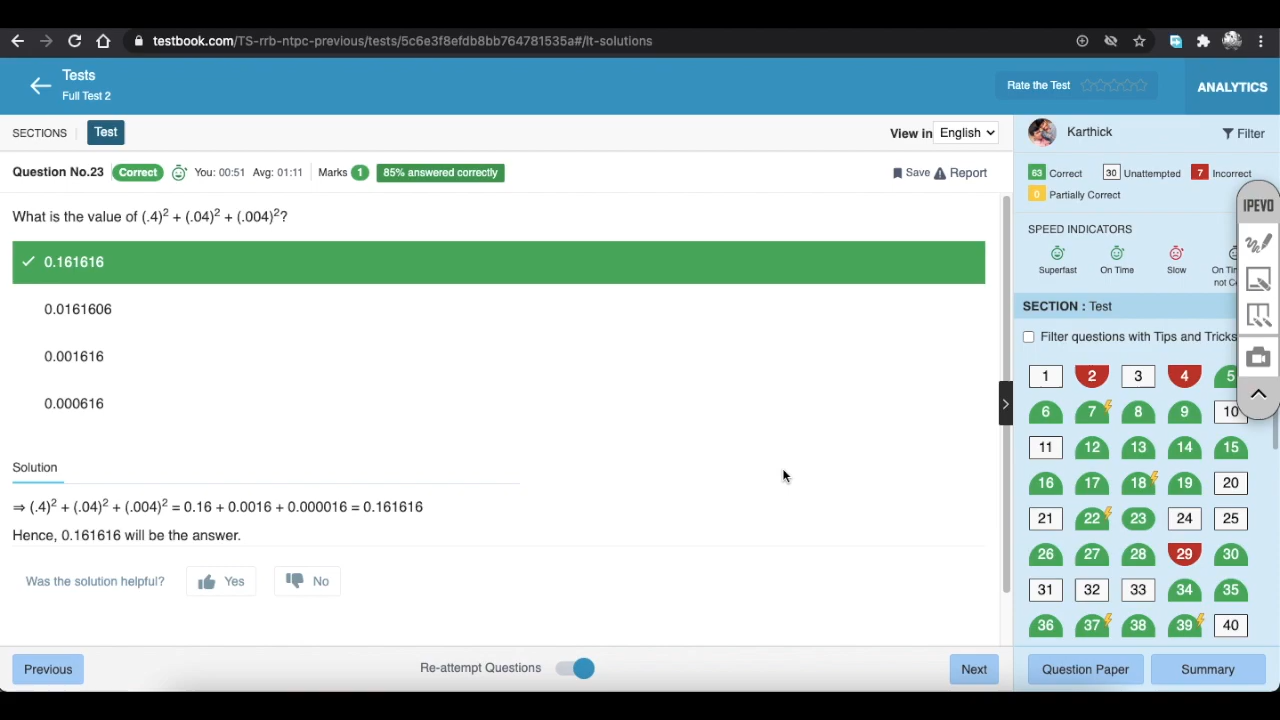 testbook.com/TS-rrb-ntpc-previous/tests/5c6e3f8efdb8bb764781535a#/lt-solutions
Tests
Full Test 2
Rate the Test
ANALYTICS
SECTIONS Test
View in English
Karthick
Filter
Question No.23 Correct You: 00:51 Avg: 01:11 Marks 1 85% answered correctly
Save Report
63 Correct 30 Unattempted 7 Incorrect
0 Partially Correct
IPEVO
What is the value of (.4)² + (.04)² + (.004)²?
0.161616
0.0161606
0.001616
0.000616
SPEED INDICATORS
Superfast On Time Slow
SECTION : Test
Filter questions with Tips and Tricks
1 2 3 4 5
6 7 8 9 10
11 12 13 14 15
16 17 18 19 20
21 22 23 24 25
26 27 28 29 30
31 32 33 34 35
36 37 38 39 40
Solution
⇒ (.4)² + (.04)² + (.004)² = 0.16 + 0.0016 + 0.000016 = 0.161616
Hence, 0.161616 will be the answer.
Was the solution helpful? Yes No
Previous
Re-attempt Questions
Next
Question Paper
Summary